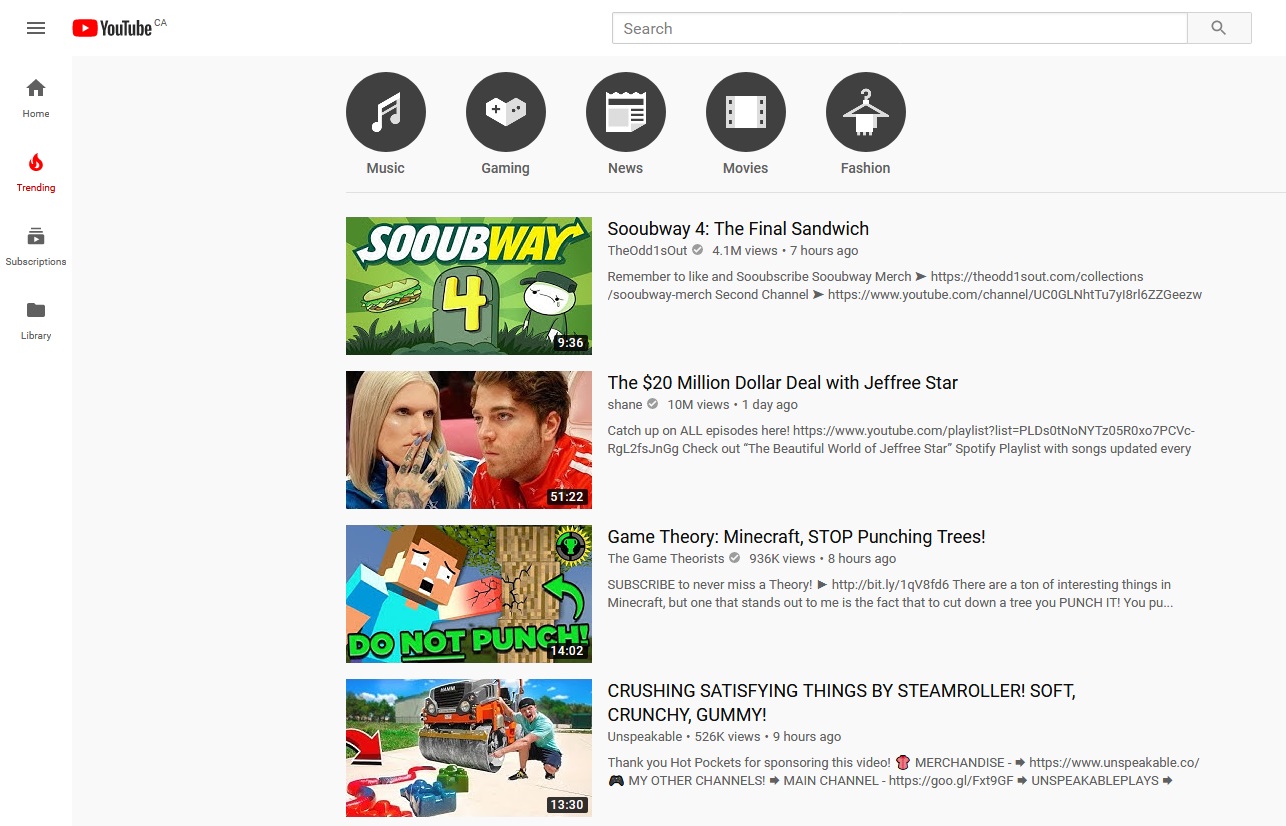 YouTube CA
Search
Home
Trending
Subscriptions
Library
Music
Gaming
News
Movies
Fashion
SOOUBWAY
4
9:36
Sooubway 4: The Final Sandwich
TheOdd1sOut 4.1M views • 7 hours ago
Remember to like and Sooubscribe Sooubway Merch ➤ https://theodd1sout.com/collections
/sooubway-merch Second Channel ➤ https://www.youtube.com/channel/UC0GLNhtTu7yI8rl6ZZGeezw
51:22
The $20 Million Dollar Deal with Jeffree Star
shane 10M views • 1 day ago
Catch up on ALL episodes here! https://www.youtube.com/playlist?list=PLDs0tNoNYTz05R0xo7PCVc-
RgL2fsJnGg Check out “The Beautiful World of Jeffree Star” Spotify Playlist with songs updated every
DO NOT PUNCH!
14:02
Game Theory: Minecraft, STOP Punching Trees!
The Game Theorists 936K views • 8 hours ago
SUBSCRIBE to never miss a Theory! ► http://bit.ly/1qV8fd6 There are a ton of interesting things in
Minecraft, but one that stands out to me is the fact that to cut down a tree you PUNCH IT! You pu...
HAMM
13:30
CRUSHING SATISFYING THINGS BY STEAMROLLER! SOFT,
CRUNCHY, GUMMY!
Unspeakable • 526K views • 9 hours ago
Thank you Hot Pockets for sponsoring this video! 👕 MERCHANDISE - ➡ https://www.unspeakable.co/
🎮 MY OTHER CHANNELS! ➡ MAIN CHANNEL - https://goo.gl/Fxt9GF ➡ UNSPEAKABLEPLAYS ➡